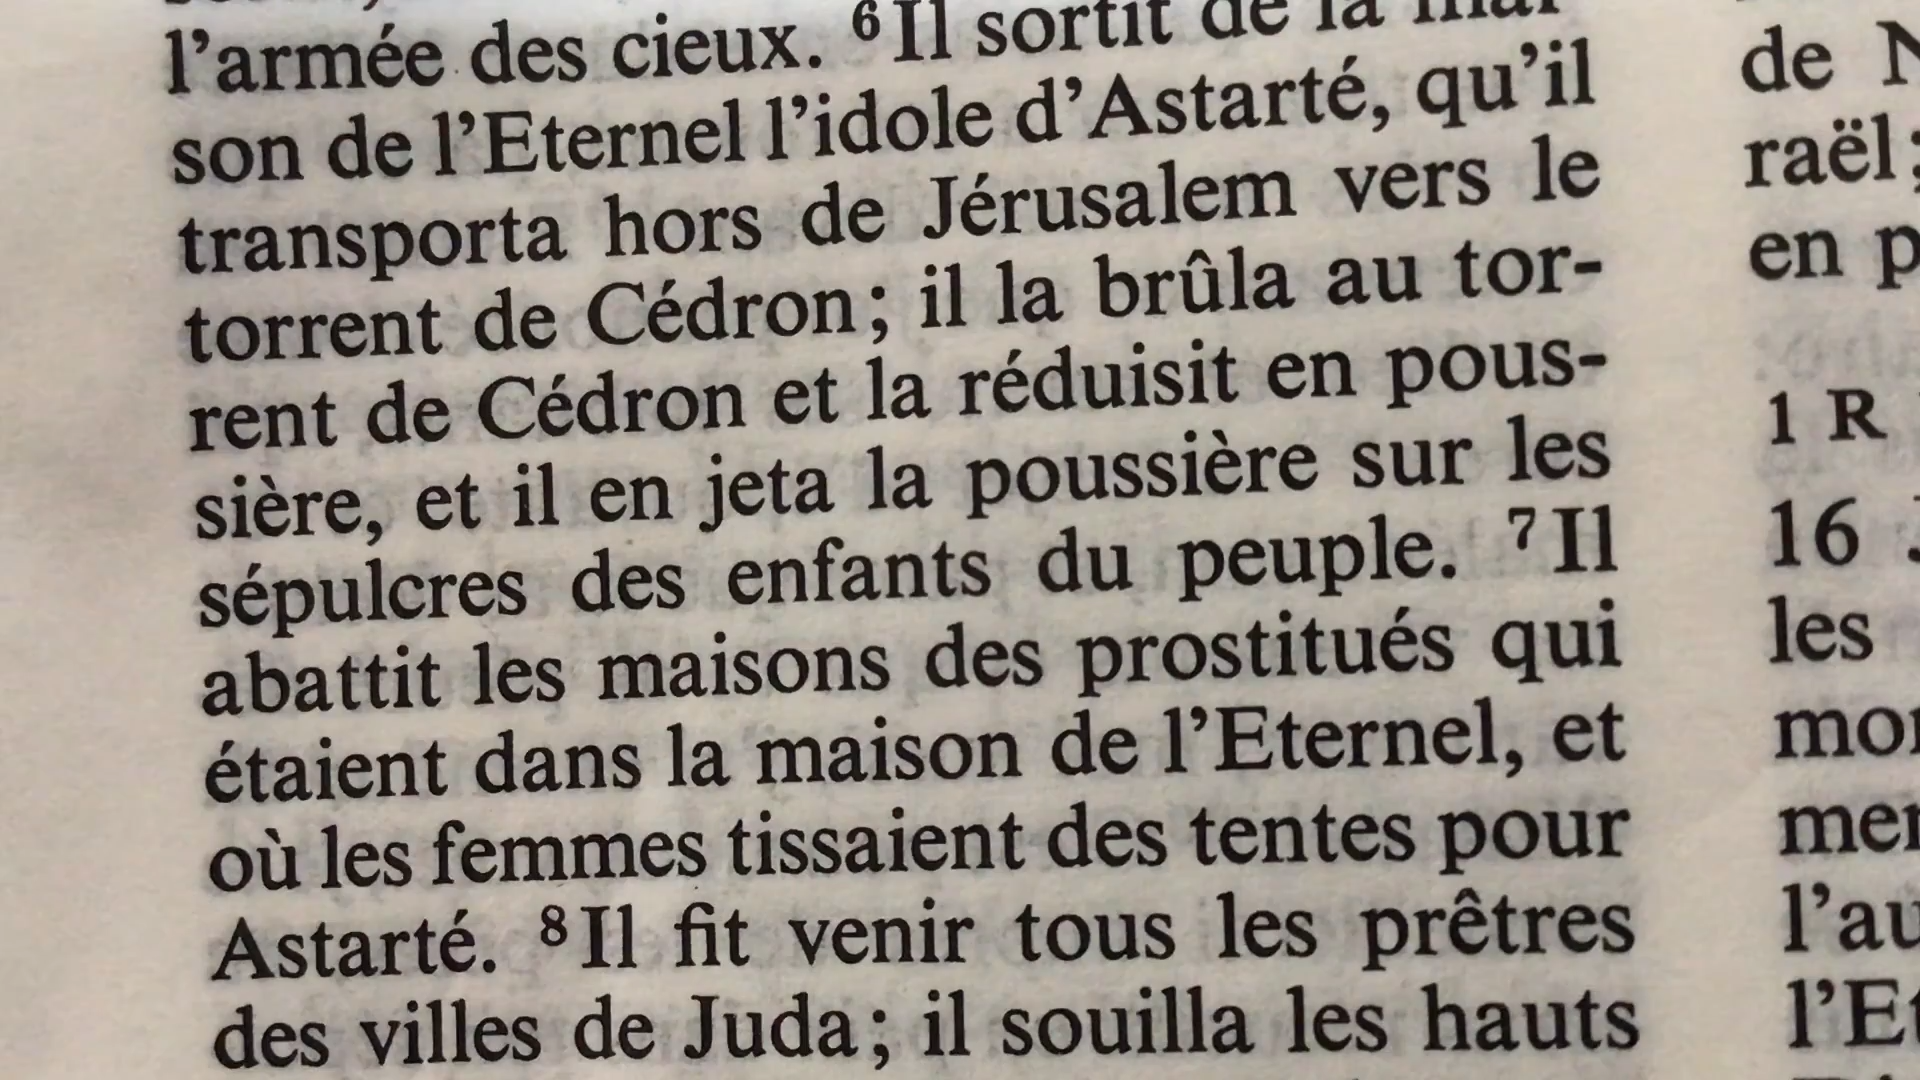 l'armée des cieux. 6 Il sortit de la mai-
son de l'Eternel l'idole d'Astarté, qu'il
transporta hors de Jérusalem vers le
torrent de Cédron; il la brûla au tor-
rent de Cédron et la réduisit en pous-
sière, et il en jeta la poussière sur les
sépulcres des enfants du peuple. 7 Il
abattit les maisons des prostitués qui
étaient dans la maison de l'Eternel, et
où les femmes tissaient des tentes pour
Astarté. 8 Il fit venir tous les prêtres
des villes de Juda; il souilla les hauts
de
raël;
en
1 R
16
les